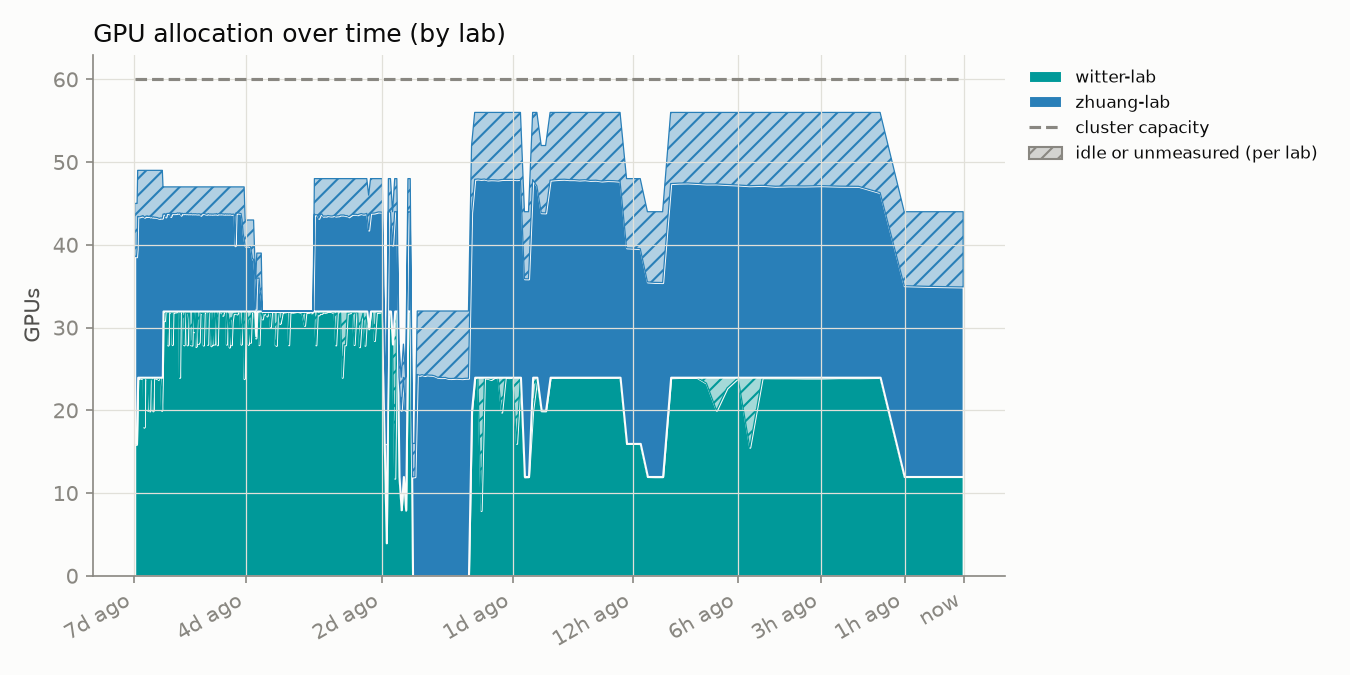 GPU allocation over time (by lab)
witter-lab
zhuang-lab
cluster capacity
idle or unmeasured (per lab)
GPUs
60
50
40
30
20
10
0
7d ago
4d ago
2d ago
1d ago
12h ago
6h ago
3h ago
1h ago
now